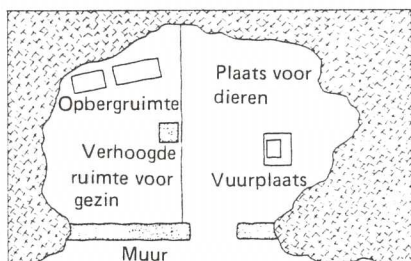 Opbergruimte
Verhoogde
ruimte voor
gezin
Plaats voor
dieren
Vuurplaats
Muur